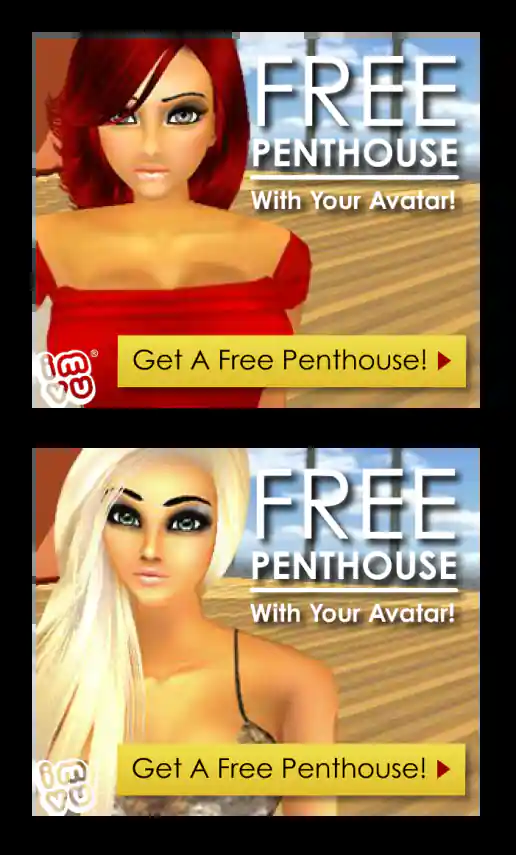 FREE
PENTHOUSE
With Your Avatar!
Get A Free Penthouse!
imvu®
FREE
PENTHOUSE
With Your Avatar!
Get A Free Penthouse!
imvu